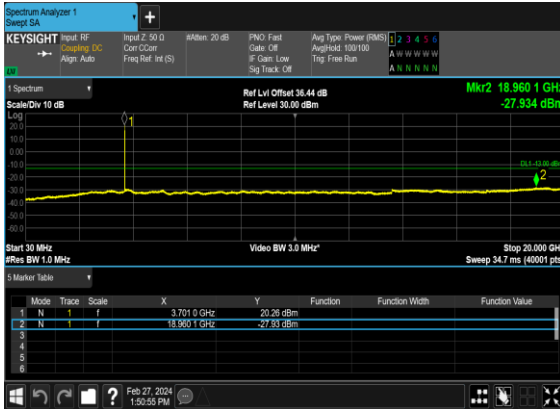 Spectrum Analyzer 1
Swept SA
+
KEYSIGHT Input: RF Input Z: 50 Ω #Atten: 20 dB PNO: Fast Avg Type: Power (RMS) 1 2 3 4 5 6
Coupling: DC Corr CCorr Gate: Off Avg|Hold: 100/100 A W W W W W
Align: Auto Freq Ref: Int (S) IF Gain: Low Trig: Free Run
Sig Track: Off A N N N N N
1 Spectrum Ref Lvl Offset 36.44 dB Mkr2 18.960 1 GHz
Scale/Div 10 dB Ref Level 30.00 dBm -27.934 dBm
Log
20.0
10.0
0.00
-10.0
-20.0
-30.0
-40.0
-50.0
-60.0
1
DL1 -13.00 dBm
2
Start 30 MHz Video BW 3.0 MHz* Stop 20.000 GH
#Res BW 1.0 MHz Sweep 34.7 ms (40001 pts
5 Marker Table
Mode Trace Scale X Y Function Function Width Function Value
1 N 1 f 3.701 0 GHz 20.26 dBm
2 N 1 f 18.960 1 GHz -27.93 dBm
3
4
5
6
?
Feb 27, 2024
1:50:55 PM